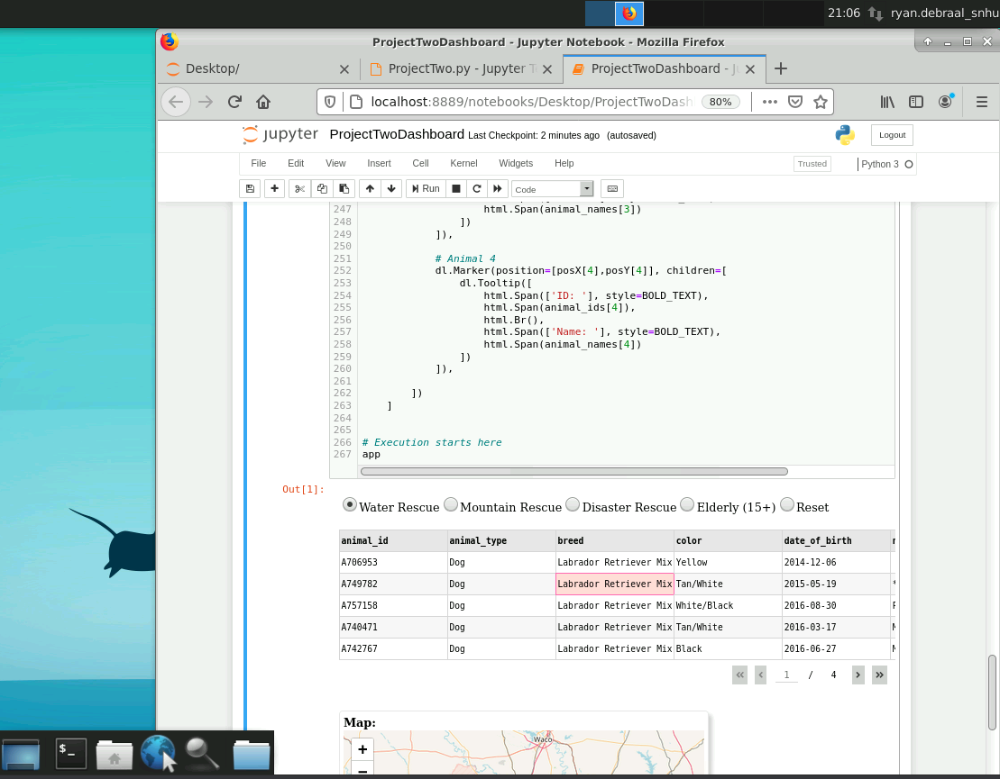 21:06 ryan.debraal_snhu
ProjectTwoDashboard - Jupyter Notebook - Mozilla Firefox
Desktop/
ProjectTwo.py - Jupyter T
ProjectTwoDashboard - J
localhost:8889/notebooks/Desktop/ProjectTwoDash
80%
jupyter ProjectTwoDashboard Last Checkpoint: 2 minutes ago (autosaved)
Logout
File Edit View Insert Cell Kernel Widgets Help
Trusted
Python 3
Run
Code
247 html.Span(animal_names[3])
248 ])
249 ]),
250
251 # Animal 4
252 dl.Marker(position=[posX[4],posY[4]], children=[
253 dl.Tooltip([
254 html.Span(['ID: '], style=BOLD_TEXT),
255 html.Span(animal_ids[4]),
256 html.Br(),
257 html.Span(['Name: '], style=BOLD_TEXT),
258 html.Span(animal_names[4])
259 ])
260 ]),
261
262 ])
263 ]
264
265
266 # Execution starts here
267 app
Out[1]:
Water Rescue Mountain Rescue Disaster Rescue Elderly (15+) Reset
animal_id animal_type breed color date_of_birth
A706953 Dog Labrador Retriever Mix Yellow 2014-12-06
A749782 Dog Labrador Retriever Mix Tan/White 2015-05-19 *
A757158 Dog Labrador Retriever Mix White/Black 2016-08-30
A740471 Dog Labrador Retriever Mix Tan/White 2016-03-17
A742767 Dog Labrador Retriever Mix Black 2016-06-27
« ‹ 1 / 4 › »
Map:
+
−
Waco
$_